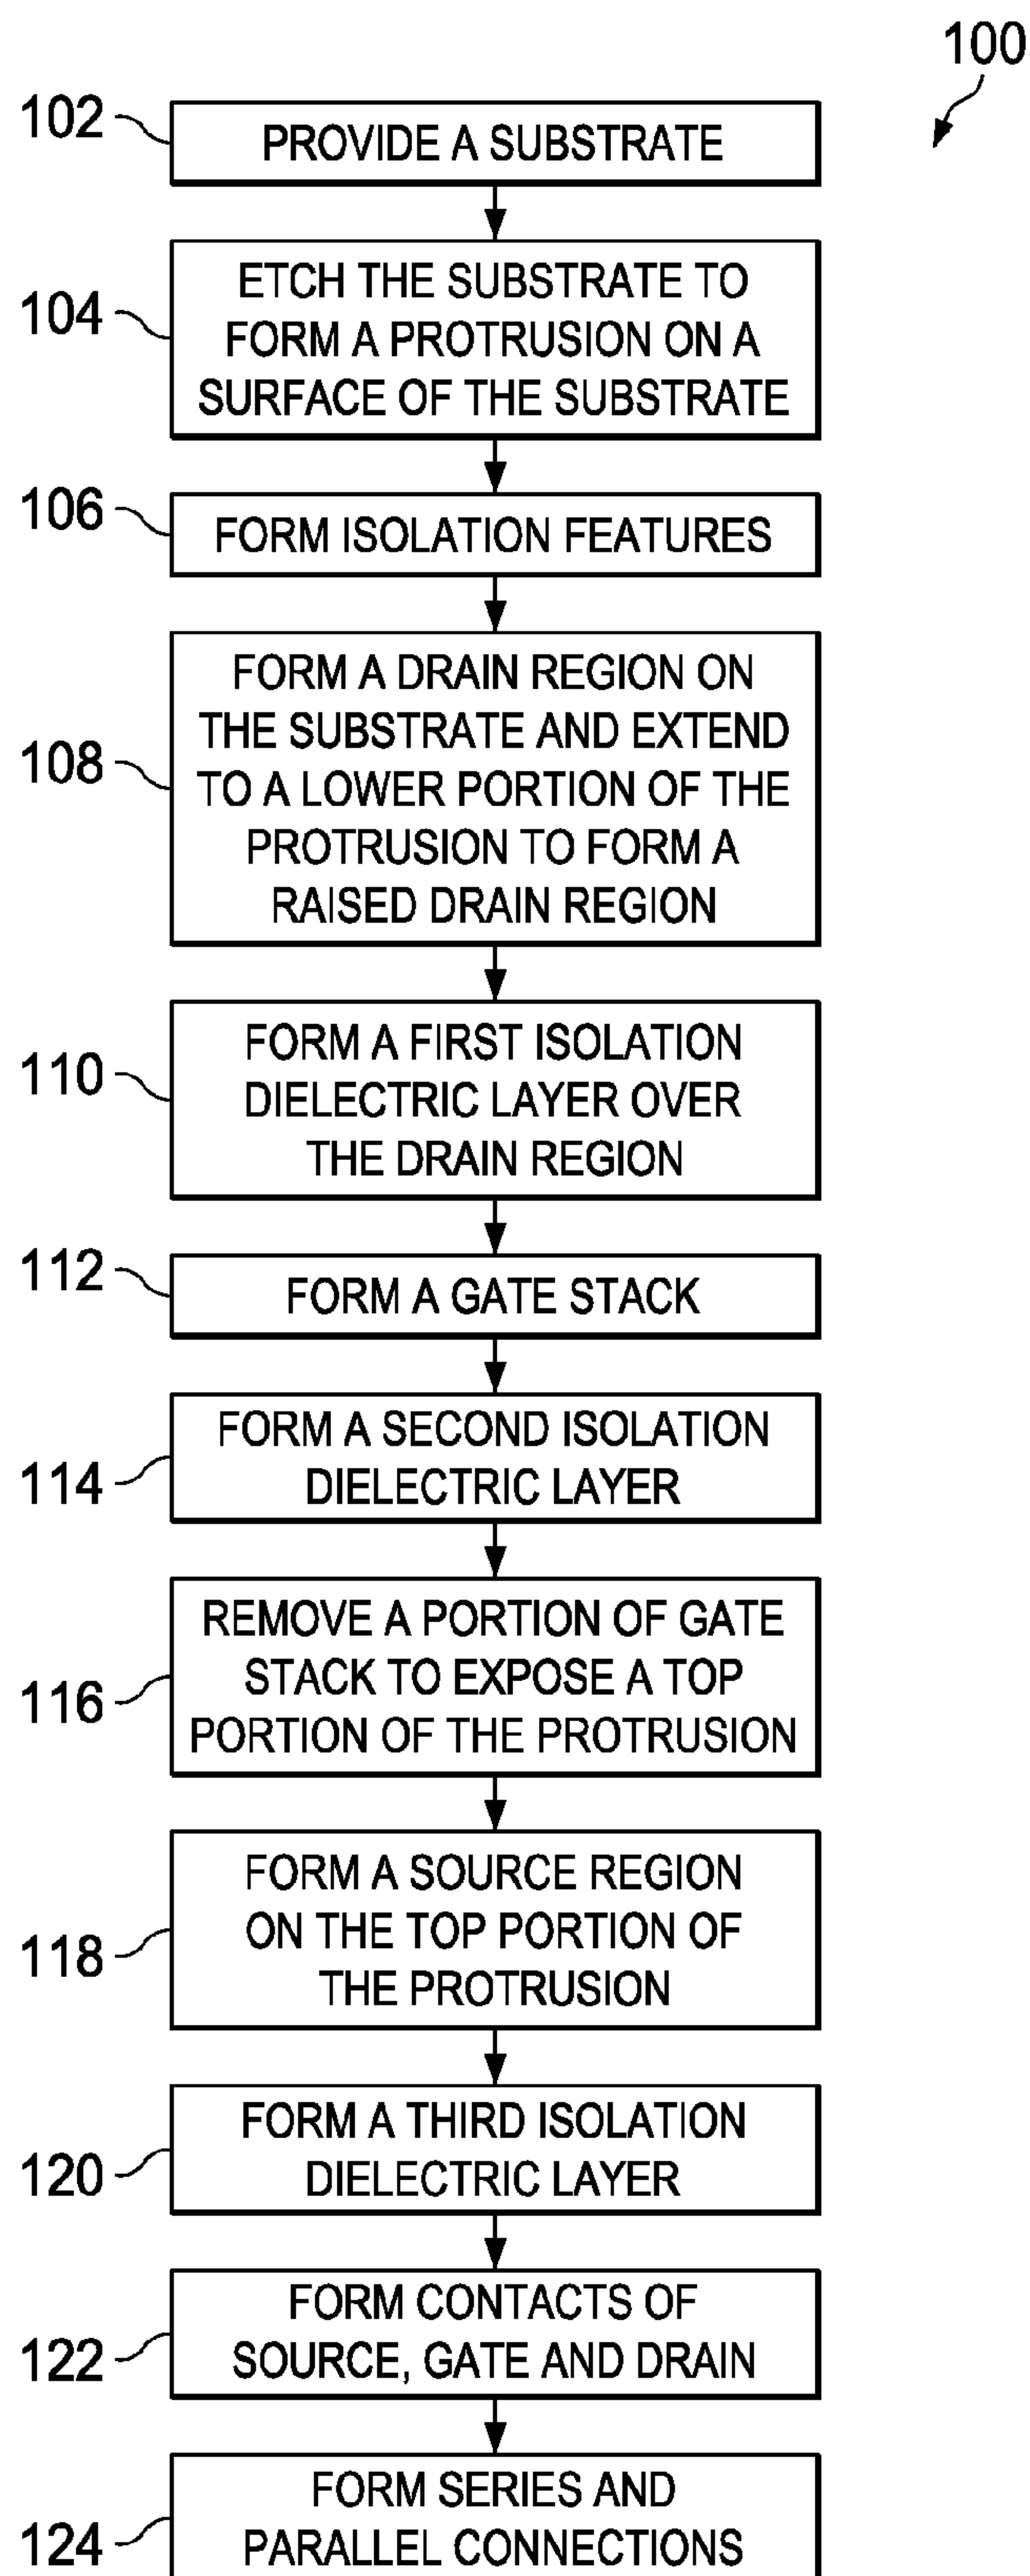 100
102
PROVIDE A SUBSTRATE
104
ETCH THE SUBSTRATE TO
FORM A PROTRUSION ON A
SURFACE OF THE SUBSTRATE
106
FORM ISOLATION FEATURES
108
FORM A DRAIN REGION ON
THE SUBSTRATE AND EXTEND
TO A LOWER PORTION OF THE
PROTRUSION TO FORM A
RAISED DRAIN REGION
110
FORM A FIRST ISOLATION
DIELECTRIC LAYER OVER
THE DRAIN REGION
112
FORM A GATE STACK
114
FORM A SECOND ISOLATION
DIELECTRIC LAYER
116
REMOVE A PORTION OF GATE
STACK TO EXPOSE A TOP
PORTION OF THE PROTRUSION
118
FORM A SOURCE REGION
ON THE TOP PORTION OF
THE PROTRUSION
120
FORM A THIRD ISOLATION
DIELECTRIC LAYER
122
FORM CONTACTS OF
SOURCE, GATE AND DRAIN
124
FORM SERIES AND
PARALLEL CONNECTIONS